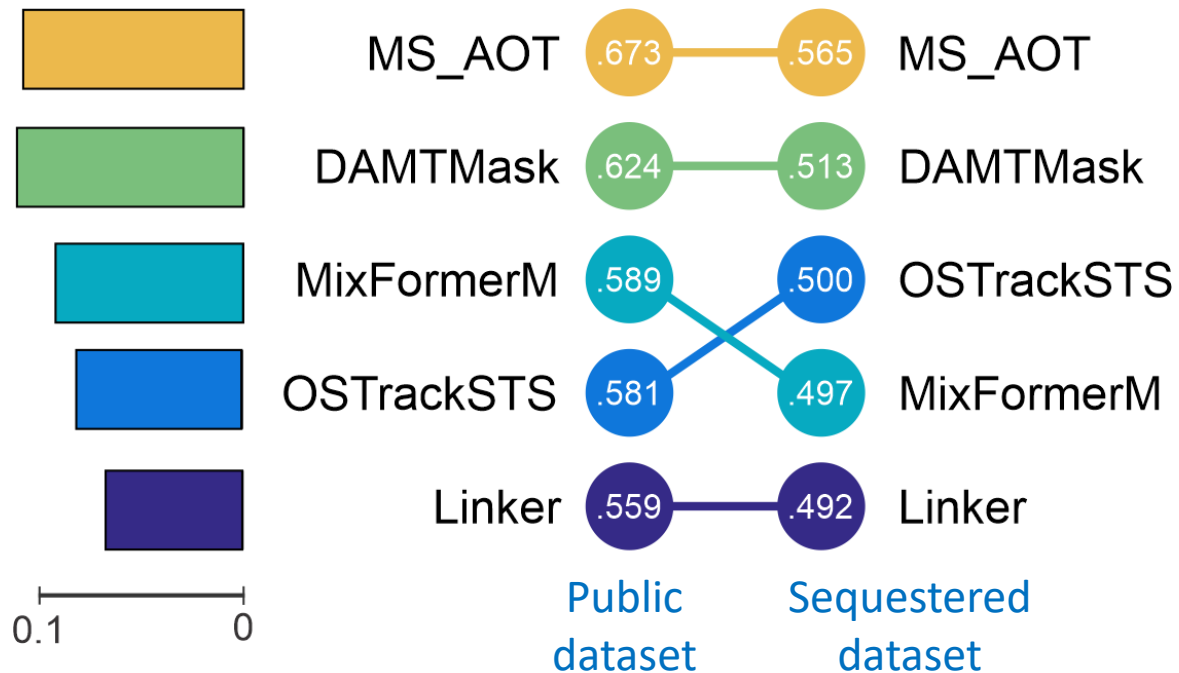 MS_AOT .673 .565 MS_AOT
DAMTMask .624 .513 DAMTMask
MixFormerM .589 .500 OSTrackSTS
OSTrackSTS .581 .497 MixFormerM
Linker .559 .492 Linker
0.1 0
Public Sequestered
dataset dataset